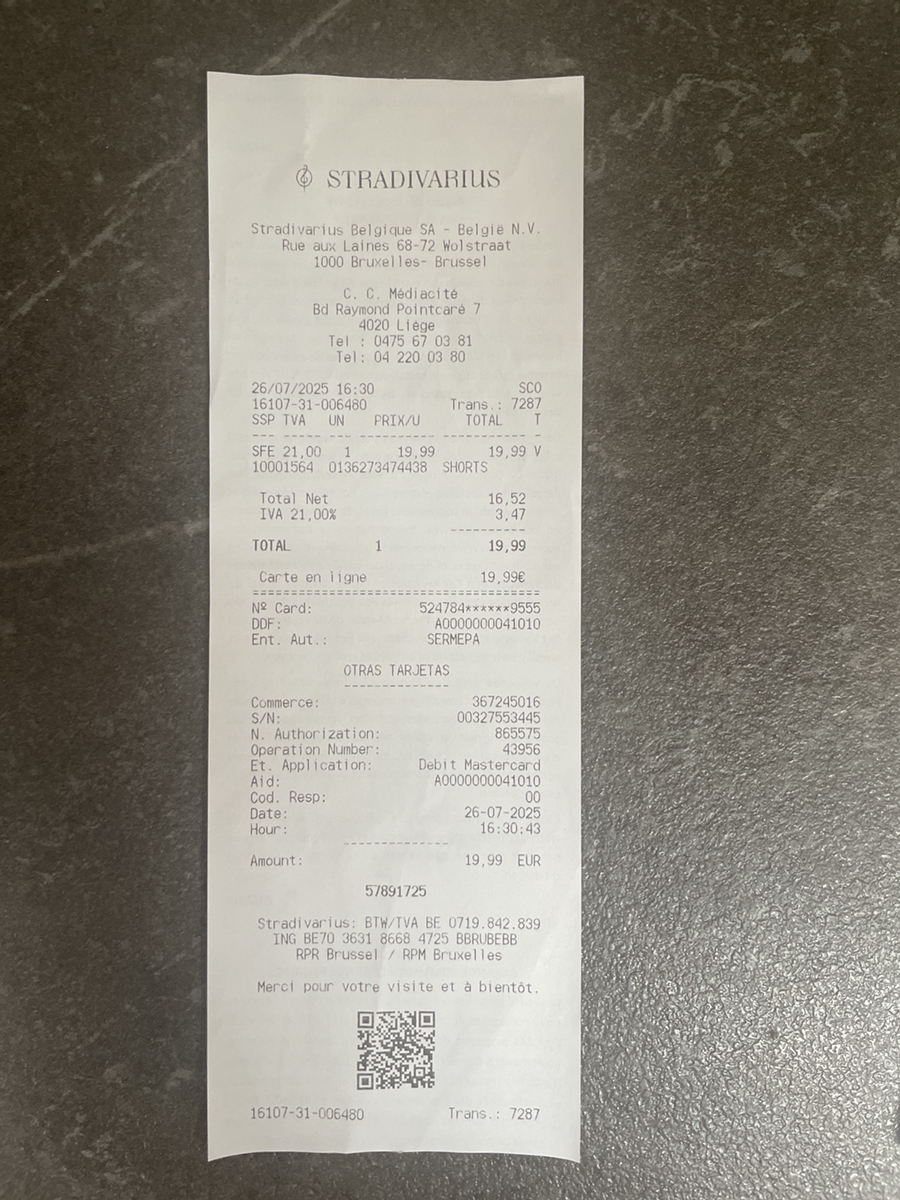 STRADIVARIUS
Stradivarius Belgique SA - België N.V.
Rue aux Laines 68-72 Wolstraat
1000 Bruxelles- Brussel
C. C. Médiacité
Bd Raymond Pointcaré 7
4020 Liége
Tel : 0475 67 03 81
Tel: 04 220 03 80
26/07/2025 16:30 SCO
16107-31-006480 Trans.: 7287
SSP TVA UN PRIX/U TOTAL T
--- ----- --- -------- ---------- -
SFE 21,00 1 19,99 19,99 V
10001564 0136273474438 SHORTS
Total Net 16,52
IVA 21,00% 3,47
----------
TOTAL 1 19,99
Carte en ligne 19,99€
======================================
Nº Card: 524784******9555
DDF: A0000000041010
Ent. Aut.: SERMEPA
OTRAS TARJETAS
--------------
Commerce: 367245016
S/N: 00327553445
N. Authorization: 865575
Operation Number: 43956
Et. Application: Debit Mastercard
Aid: A0000000041010
Cod. Resp: 00
Date: 26-07-2025
Hour: 16:30:43
--------------
Amount: 19,99 EUR
57891725
Stradivarius: BTW/TVA BE 0719.842.839
ING BE70 3631 8668 4725 BBRUBEBB
RPR Brussel / RPM Bruxelles
Merci pour votre visite et à bientôt.
16107-31-006480 Trans.: 7287